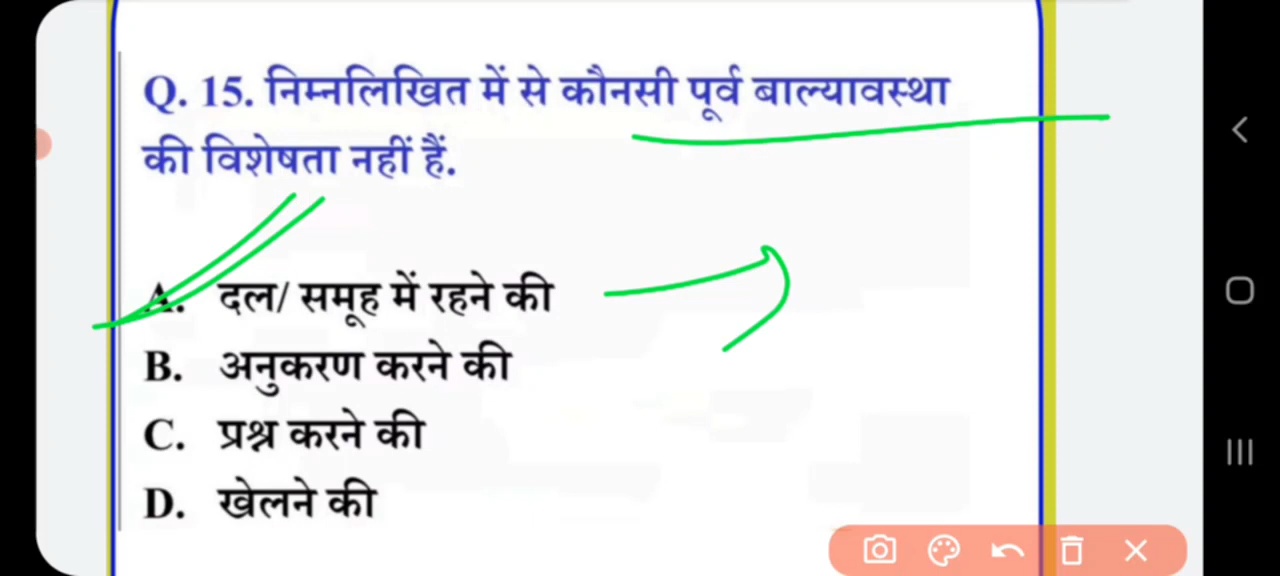 Q. 15. निम्नलिखित में से कौनसी पूर्व बाल्यावस्था
की विशेषता नहीं हैं.
A. दल/ समूह में रहने की
B. अनुकरण करने की
C. प्रश्न करने की
D. खेलने की